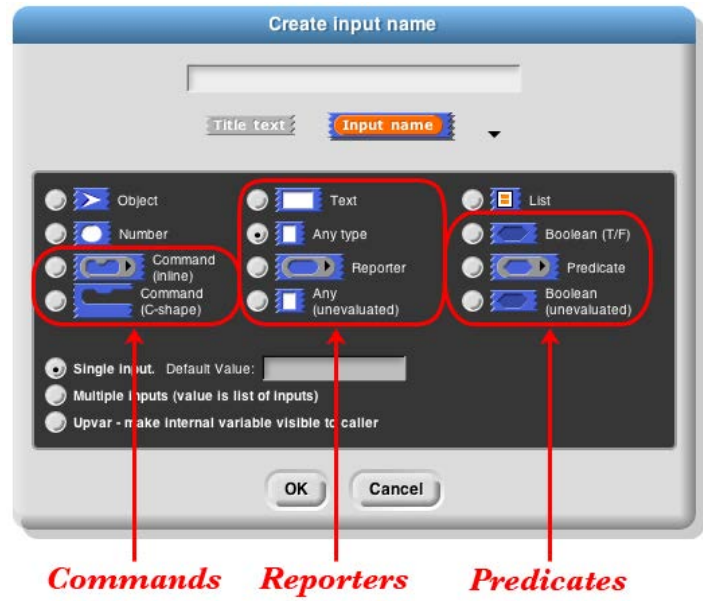 Create input name
Title text Input name
Object Text List
Number Any type Boolean (T/F)
Command
(inline) Reporter Predicate
Command
(C-shape) Any
(unevaluated) Boolean
(unevaluated)
Single input. Default Value:
Multiple inputs (value is list of inputs)
Upvar - make internal variable visible to caller
OK Cancel
Commands Reporters Predicates